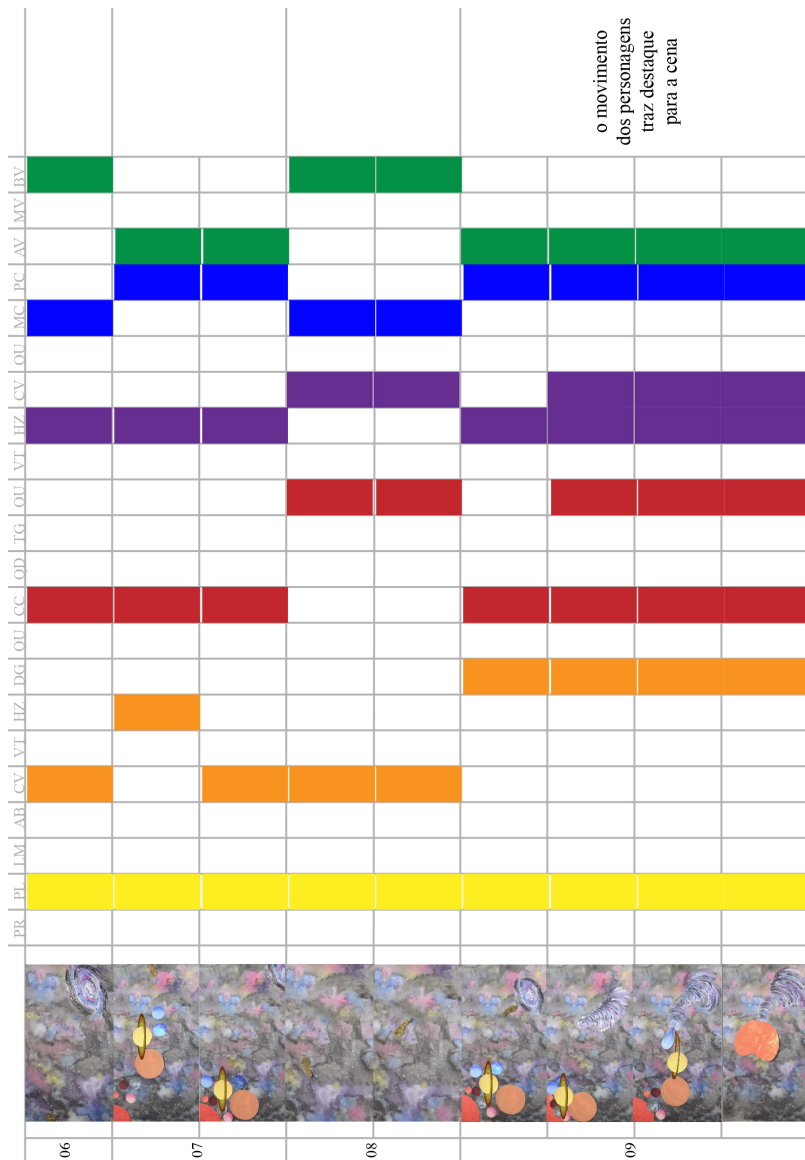 PR PL LM AB CV VT HZ DG OU CC QD TG OU VT HZ CV OU MC PC AV MV BV
06
07
08
09
o movimento
dos personagens
traz destaque
para a cena